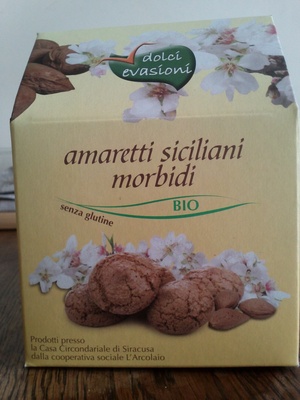 dolci
evasioni
amaretti siciliani
morbidi
BIO
senza glutine
Prodotti presso
la Casa Circondariale di Siracusa
dalla cooperativa sociale L'Arcolaio